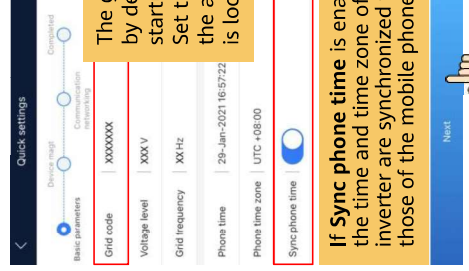 Quick settings
Device magt
Completed
Basic parameters
Communication
networking
The
by de
start
Set t
the a
is loc
Grid code XXXXXXXX
Voltage level XXX V
Grid frequency XX Hz
Phone time 29-Jan-2021 16:57:22
Phone time zone UTC +08:00
Sync phone time
If Sync phone time is ena
the time and time zone of
inverter are synchronized
those of the mobile phone
Next